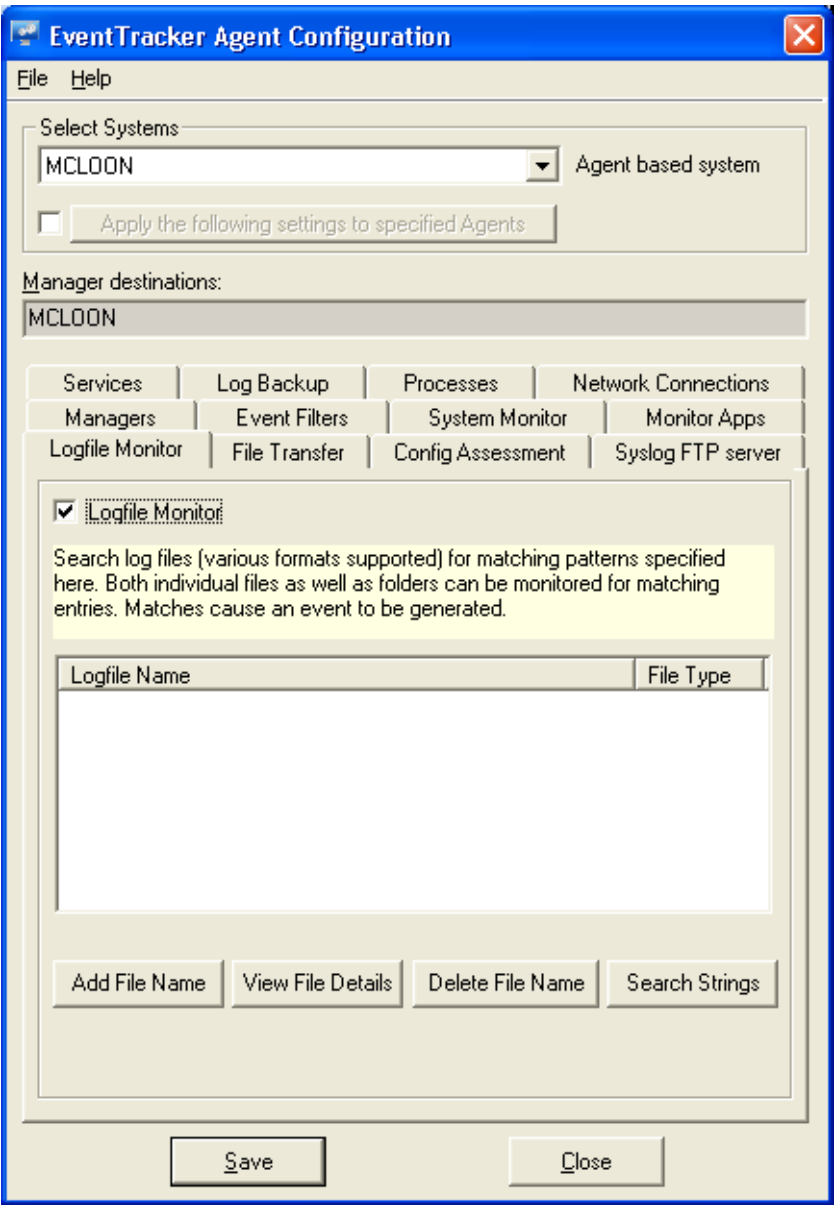 EventTracker Agent Configuration
File Help
Select Systems
MCLOON Agent based system
Apply the following settings to specified Agents
Manager destinations:
MCLOON
Services Log Backup Processes Network Connections
Managers Event Filters System Monitor Monitor Apps
Logfile Monitor File Transfer Config Assessment Syslog FTP server
Logfile Monitor
Search log files (various formats supported) for matching patterns specified
here. Both individual files as well as folders can be monitored for matching
entries. Matches cause an event to be generated.
Logfile Name File Type
Add File Name View File Details Delete File Name Search Strings
Save Close